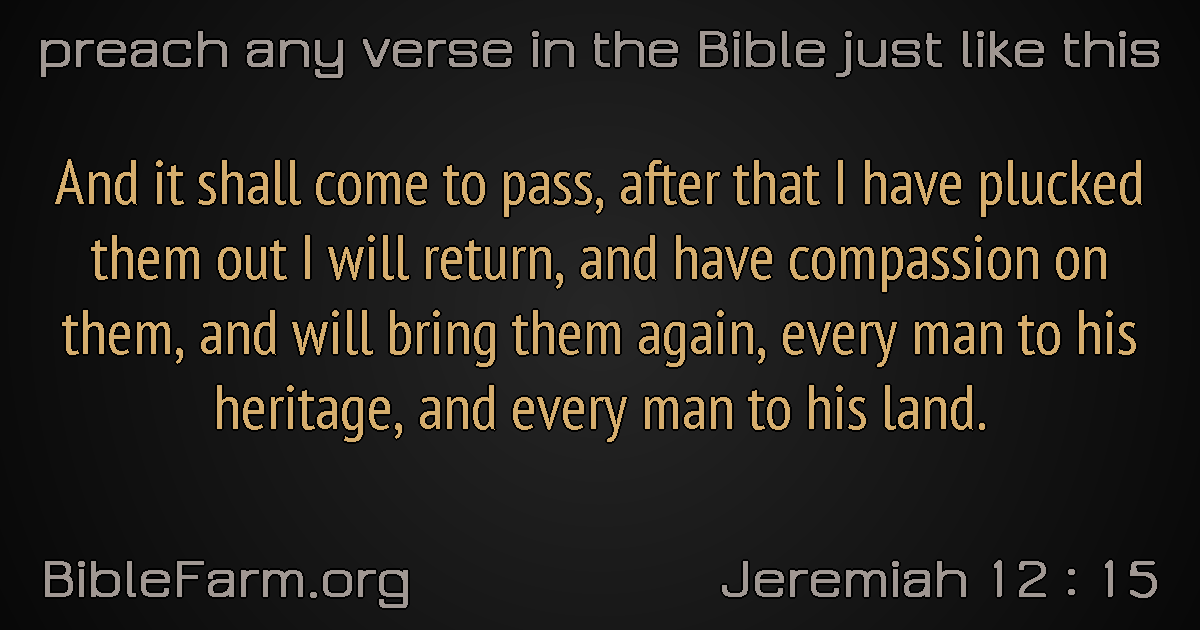 preach any verse in the Bible just like this
And it shall come to pass, after that I have plucked
them out I will return, and have compassion on
them, and will bring them again, every man to his
heritage, and every man to his land.
BibleFarm.org
Jeremiah 12 : 15